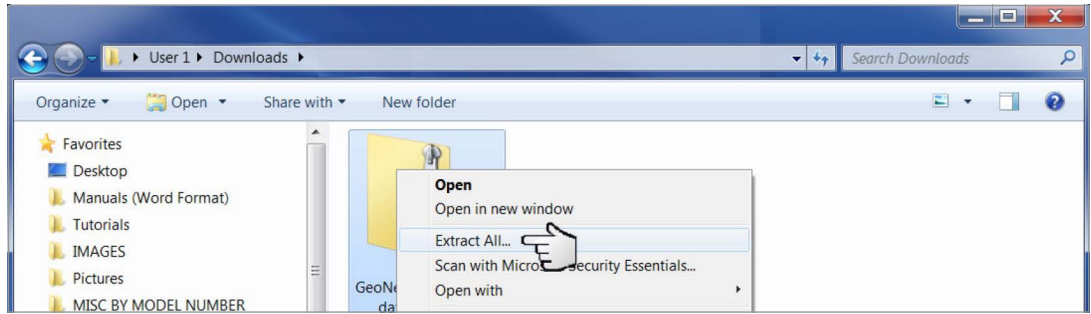 User 1 Downloads
Search Downloads
Organize Open Share with New folder
Favorites
Desktop
Manuals (Word Format)
Tutorials
IMAGES
Pictures
MISC BY MODEL NUMBER
Open
Open in new window
Extract All...
Scan with Security Essentials...
Open with